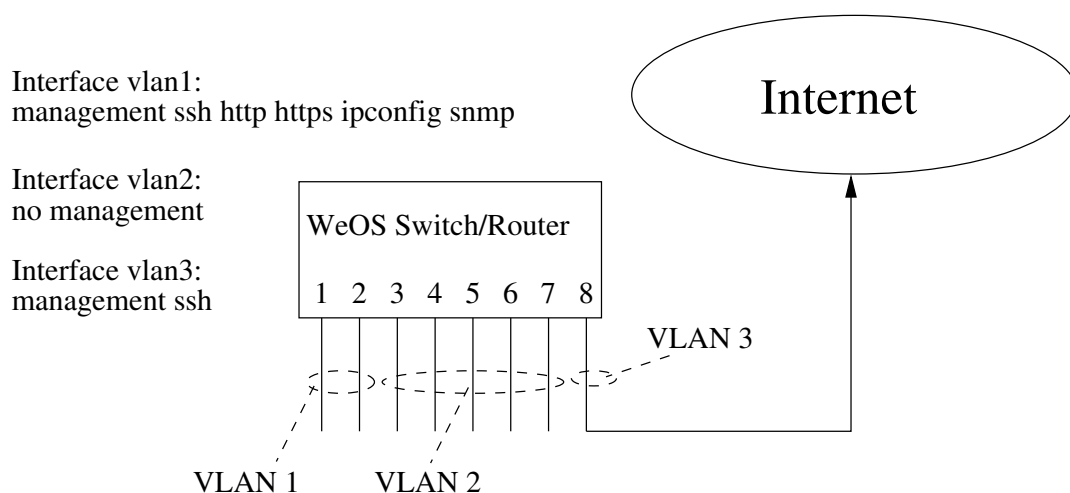 Interface vlan1:
management ssh http https ipconfig snmp
Interface vlan2:
no management
Interface vlan3:
management ssh
Internet
WeOS Switch/Router
1 2 3 4 5 6 7 8
VLAN 3
VLAN 1
VLAN 2